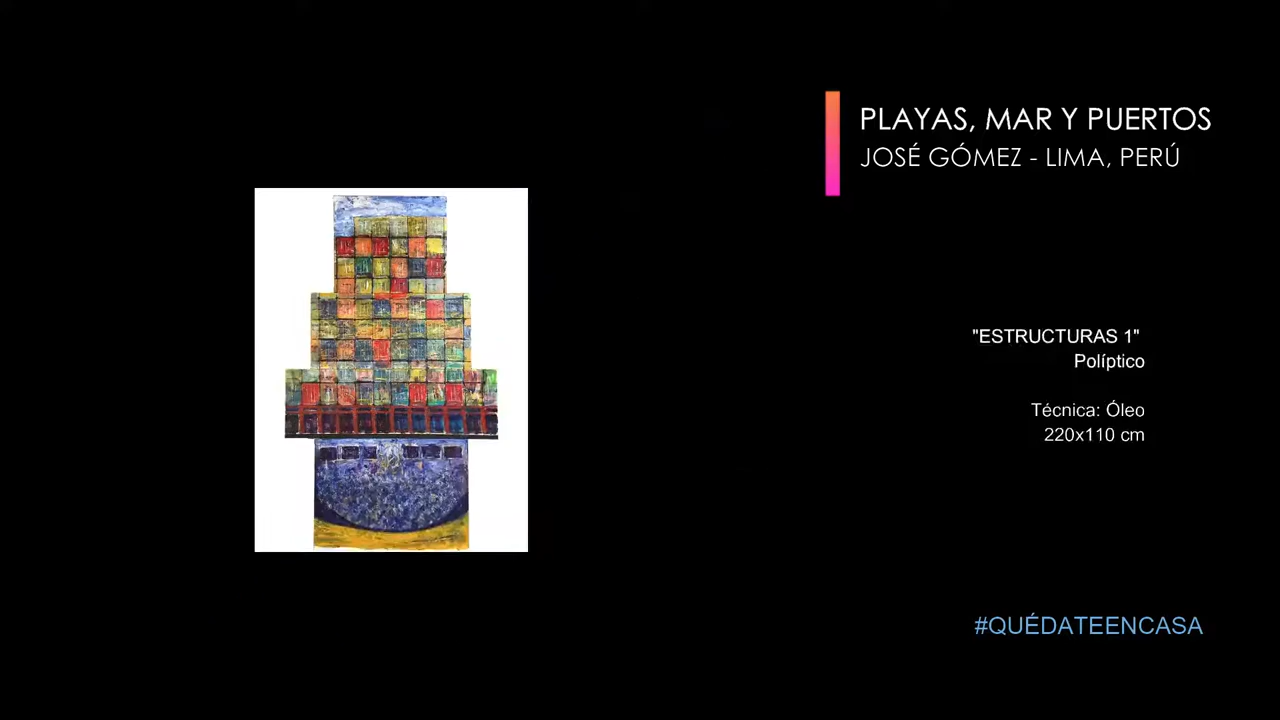 PLAYAS, MAR Y PUERTOS
JOSÉ GÓMEZ - LIMA, PERÚ
"ESTRUCTURAS 1"
Políptico
Técnica: Óleo
220x110 cm
#QUÉDATEENCASA